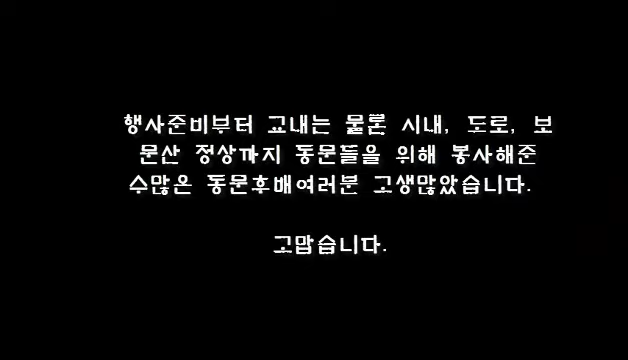 행사준비부터 교내는 물론 시내, 도로, 보
문산 정상까지 동문들을 위해 봉사해준
수많은 동문후배여러분 고생많았습니다.
고맙습니다.